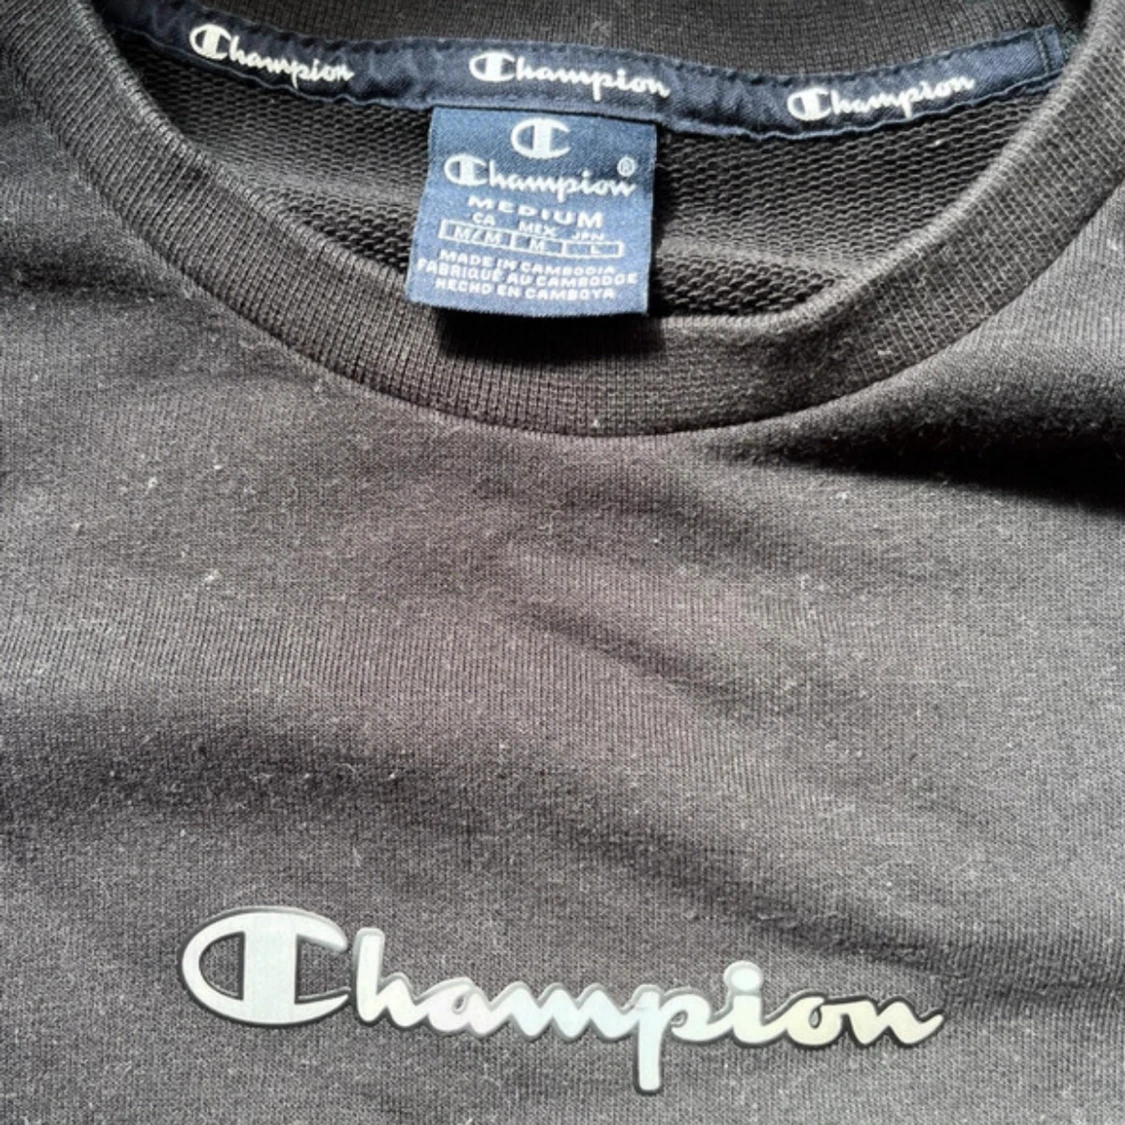 Champion Champion Champion
C
Champion®
MEDIUM
CA MEX JPN
M/M M L
MADE IN CAMBODIA
FABRIQUÉ AU CAMBODGE
HECHO EN CAMBOYA
Champion